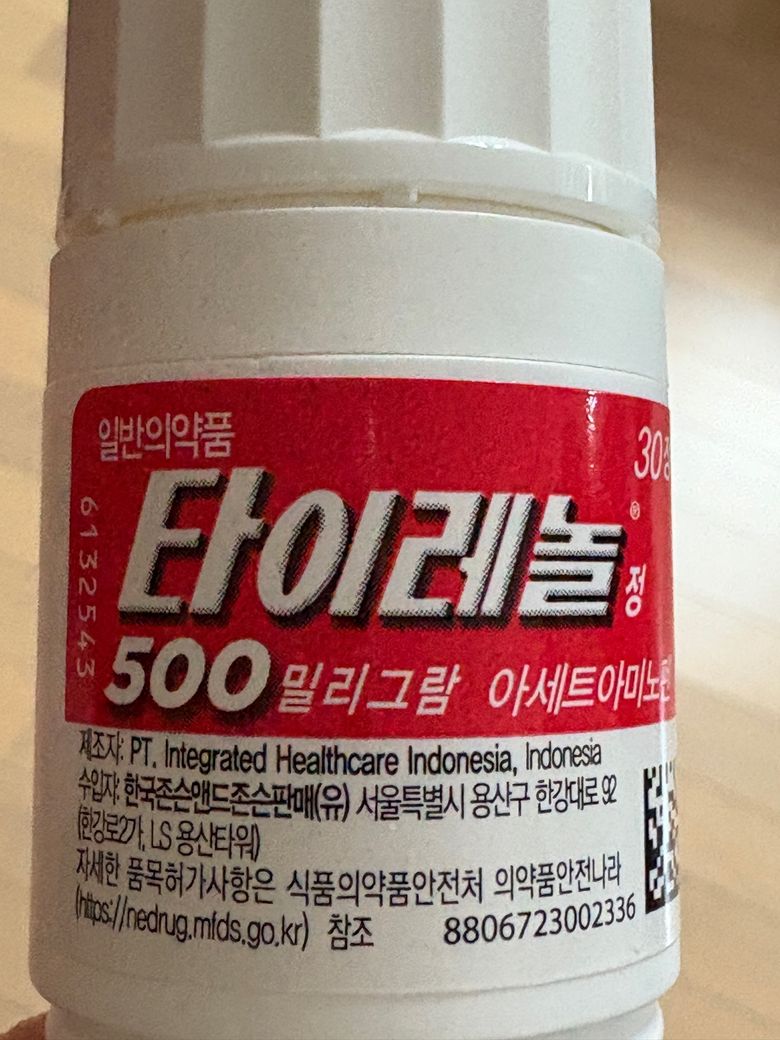 일반의약품
30정
타이레놀®정
500밀리그람 아세트아미노펜
6132543
제조자: PT. Integrated Healthcare Indonesia, Indonesia
수입자: 한국존슨앤드존슨판매(유) 서울특별시 용산구 한강대로 92
(한강로2가, LS 용산타워)
자세한 품목허가사항은 식품의약품안전처 의약품안전나라
(https://nedrug.mfds.go.kr) 참조
8806723002336